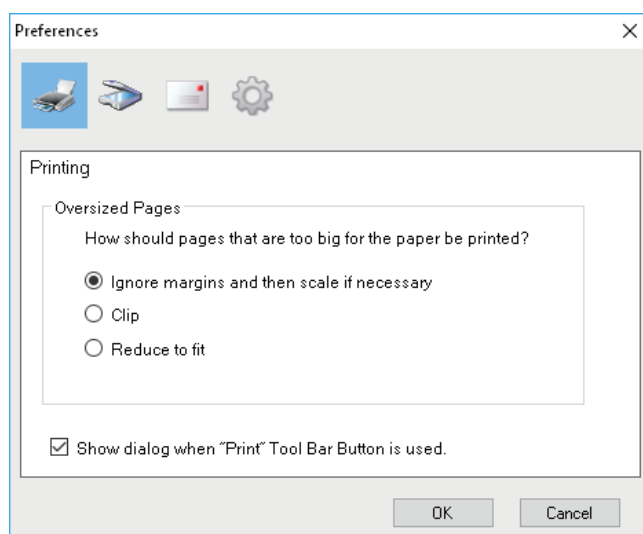 Preferences
Printing
Oversized Pages
How should pages that are too big for the paper be printed?
Ignore margins and then scale if necessary
Clip
Reduce to fit
Show dialog when "Print" Tool Bar Button is used.
OK
Cancel